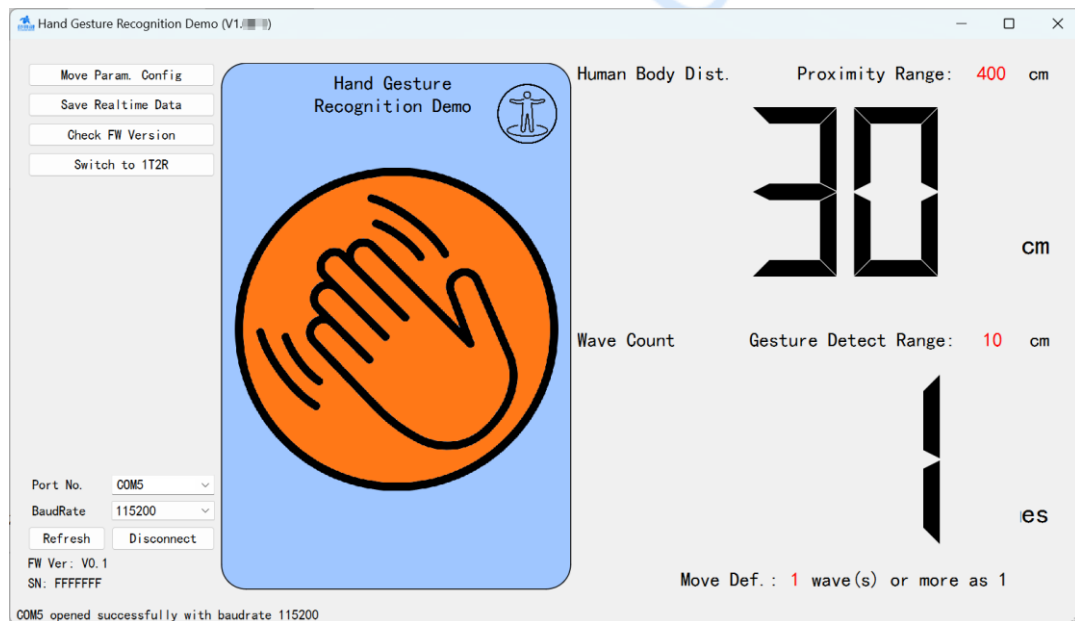 Hand Gesture Recognition Demo (V1.
Move Param. Config
Save Realtime Data
Check FW Version
Switch to 1T2R
Hand Gesture
Recognition Demo
Human Body Dist.
Proximity Range: 400 cm
30
cm
Wave Count
Gesture Detect Range: 10 cm
1
es
Move Def.: 1 wave(s) or more as 1
Port No. COM5
BaudRate 115200
Refresh Disconnect
FW Ver: V0.1
SN: FFFFFFF
COM5 opened successfully with baudrate 115200